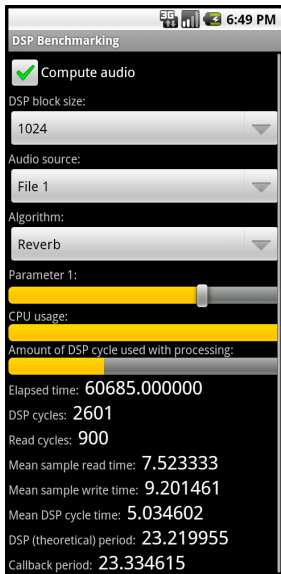 3G 6:49 PM
DSP Benchmarking
Compute audio
DSP block size:
1024
Audio source:
File 1
Algorithm:
Reverb
Parameter 1:
CPU usage:
Amount of DSP cycle used with processing:
Elapsed time: 60685.000000
DSP cycles: 2601
Read cycles: 900
Mean sample read time: 7.523333
Mean sample write time: 9.201461
Mean DSP cycle time: 5.034602
DSP (theoretical) period: 23.219955
Callback period: 23.334615